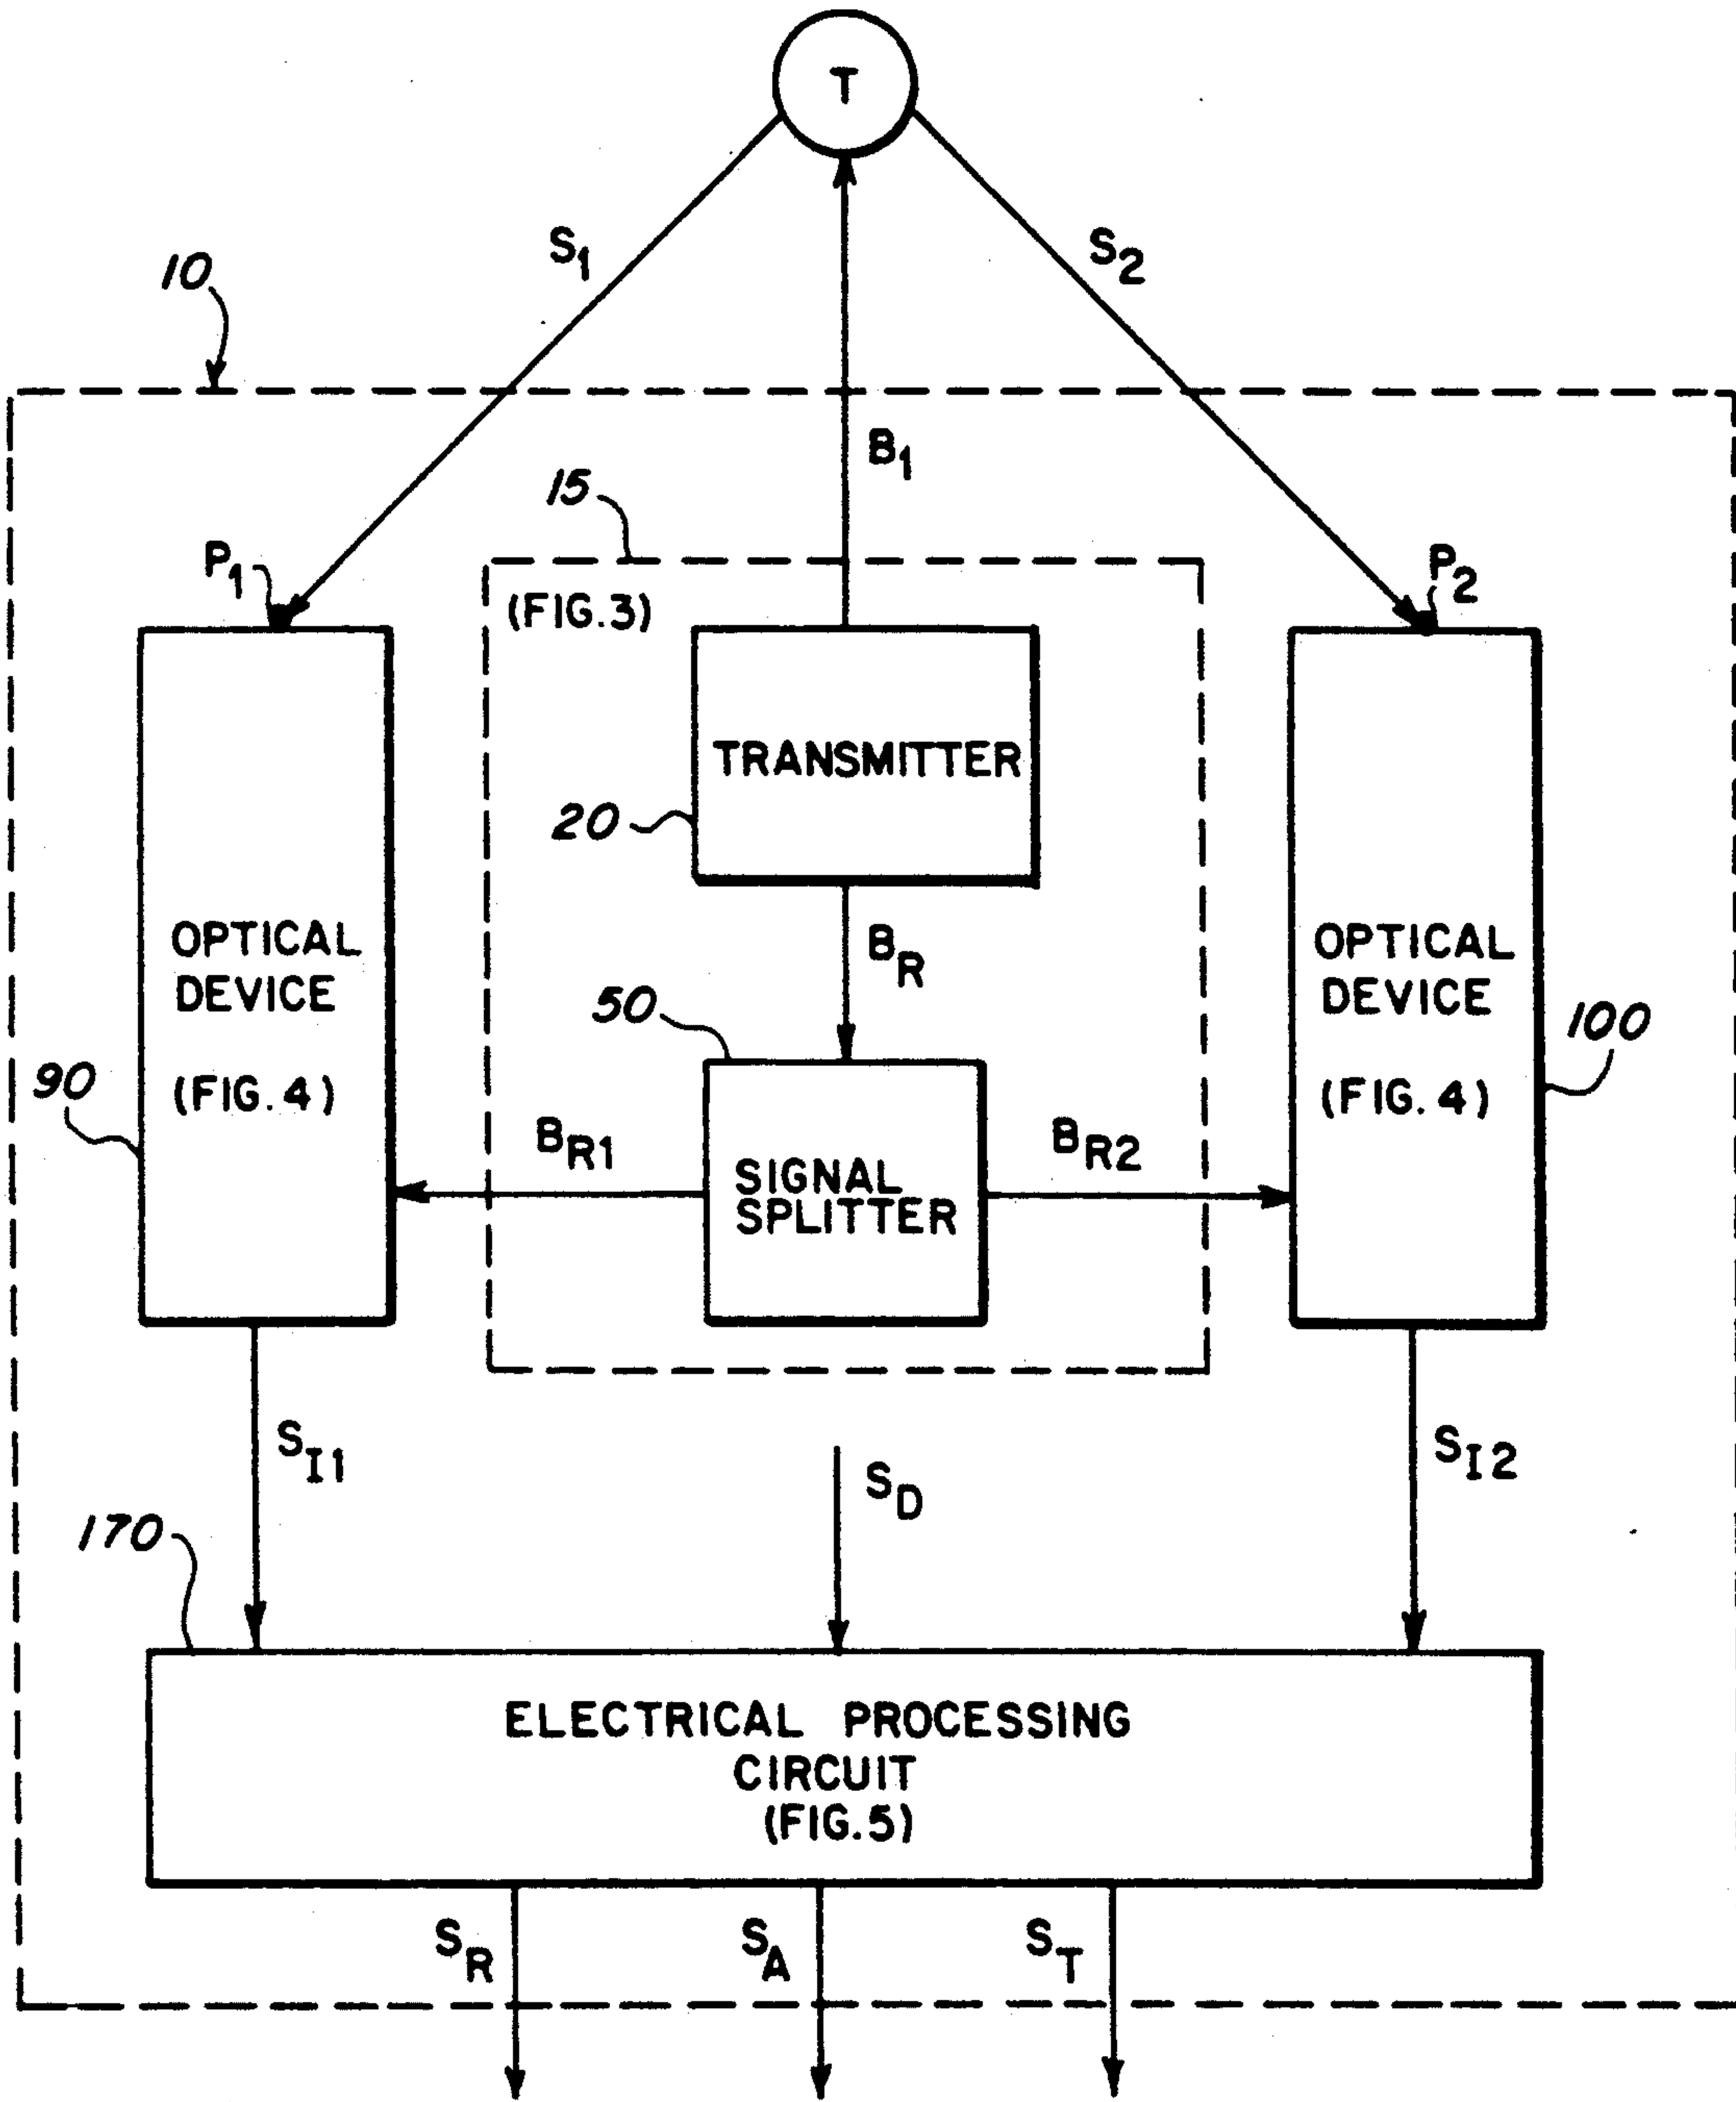 T
S1
S2
10
B1
15
P1
P2
(FIG.3)
TRANSMITTER
20
BR
OPTICAL
DEVICE
(FIG. 4)
OPTICAL
DEVICE
(FIG. 4)
50
100
90
BR1
BR2
SIGNAL
SPLITTER
SI1
SD
SI2
170
ELECTRICAL PROCESSING
CIRCUIT
(FIG.5)
SR
SA
ST